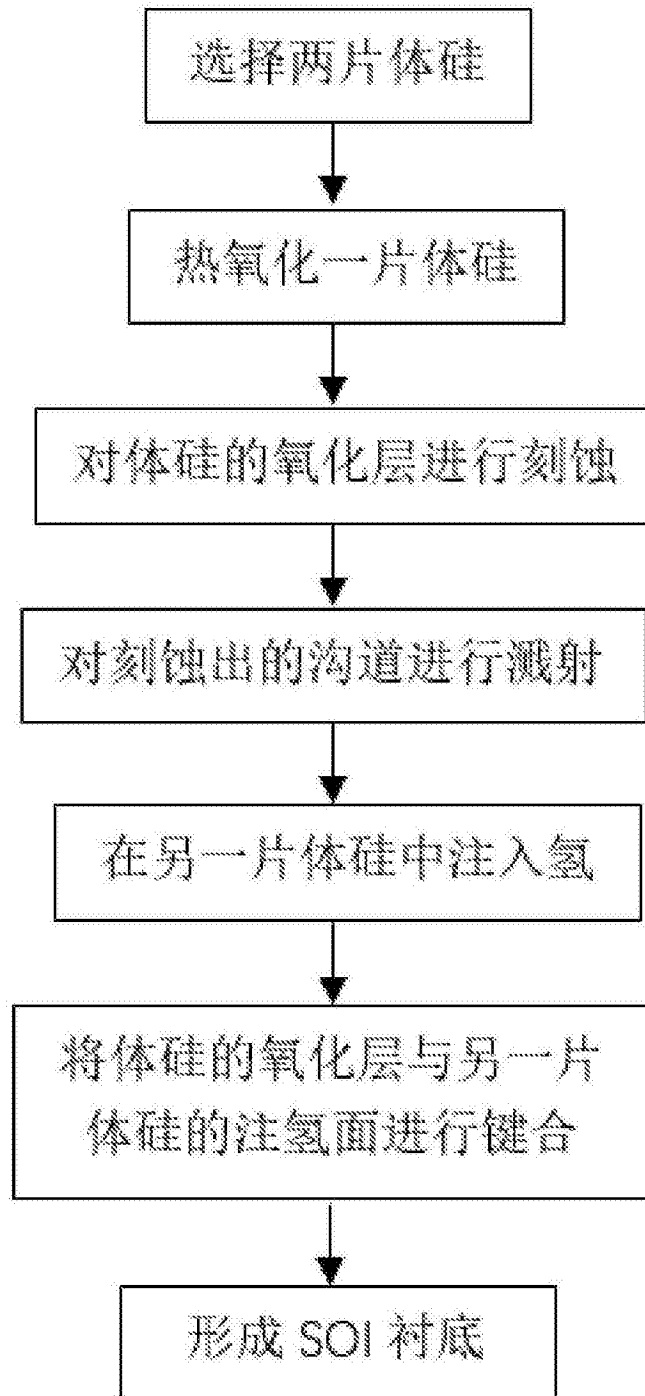 选择两片体硅
热氧化一片体硅
对体硅的氧化层进行刻蚀
对刻蚀出的沟道进行溅射
在另一片体硅中注入氢
将体硅的氧化层与另一片
体硅的注氢面进行键合
形成 SOI 衬底